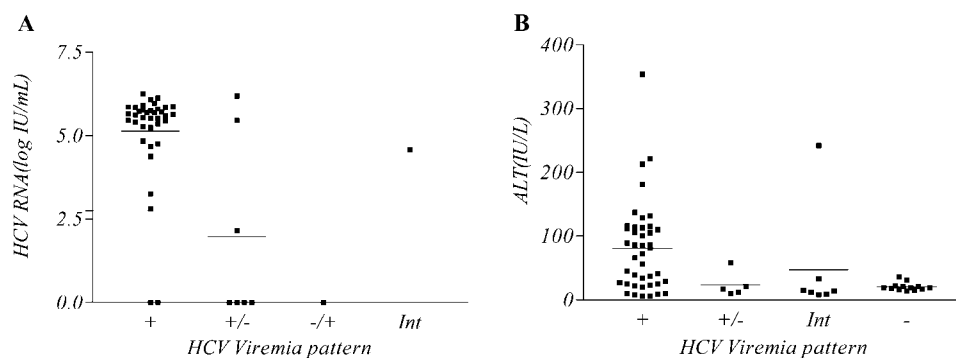 A
HCV RNA(log IU/mL)
7.5
5.0
2.5
0.0
+ +/- -/+ Int
HCV Viremia pattern
B
ALT(IU/L)
400
300
200
100
0
+ +/- Int -
HCV Viremia pattern